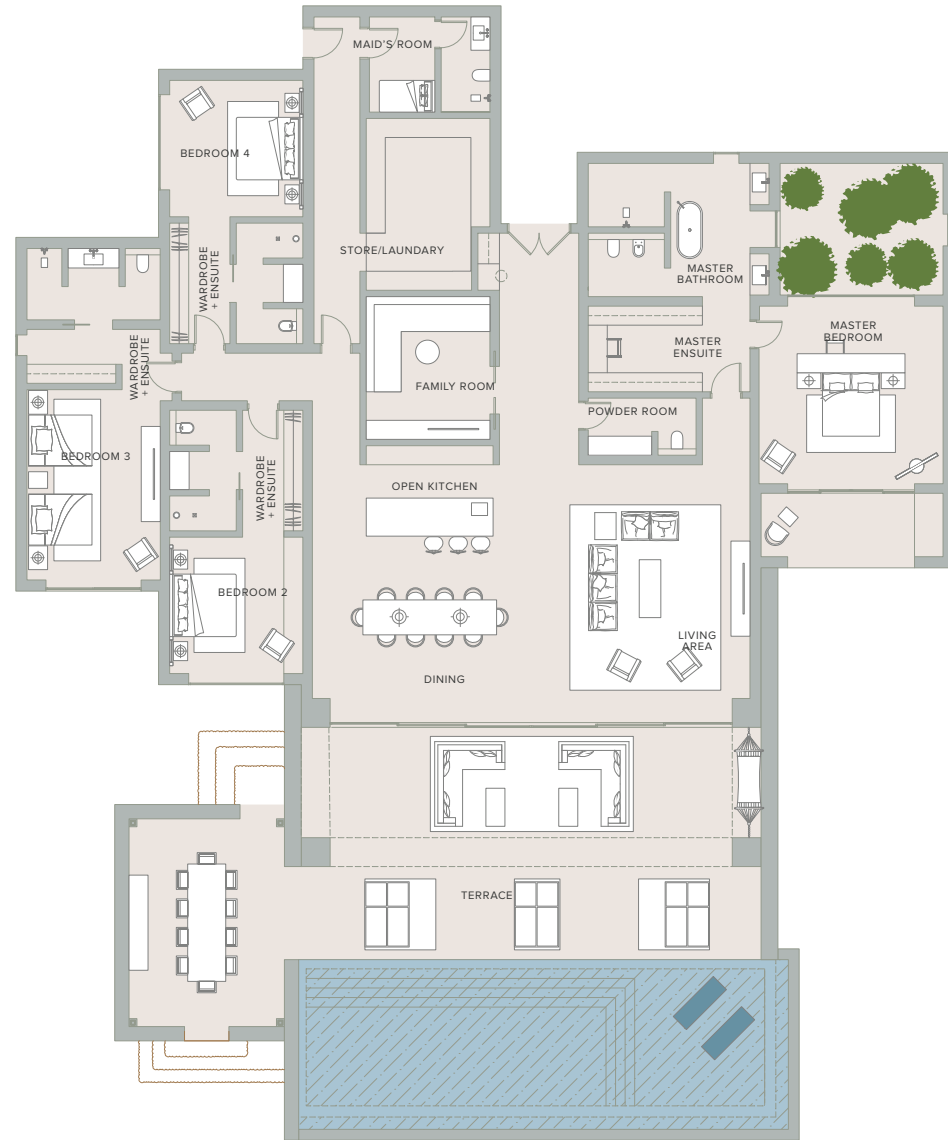 MAID'S ROOM
BEDROOM 4
STORE/LAUNDARY
WARDROBE
+ ENSUITE
MASTER
BATHROOM
MASTER
BEDROOM
MASTER
ENSUITE
WARDROBE
+ ENSUITE
FAMILY ROOM
POWDER ROOM
BEDROOM 3
WARDROBE
+ ENSUITE
OPEN KITCHEN
BEDROOM 2
LIVING
AREA
DINING
TERRACE